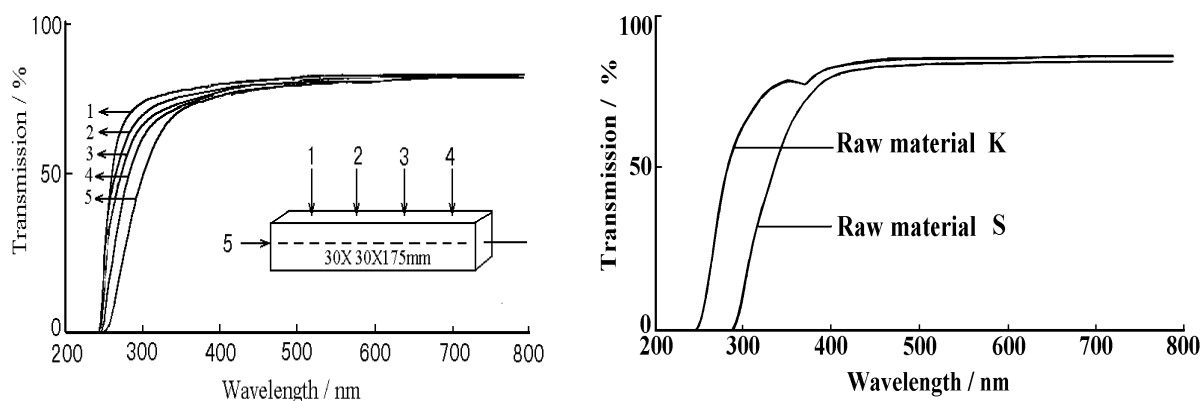 100
50
0
Transmission / %
1
2
3
4
5
1 2 3 4
5
30X 30X175mm
200 300 400 500 600 700 800
Wavelength / nm
100
50
0
Transmission / %
Raw material K
Raw material S
200 300 400 500 600 700 800
Wavelength / nm